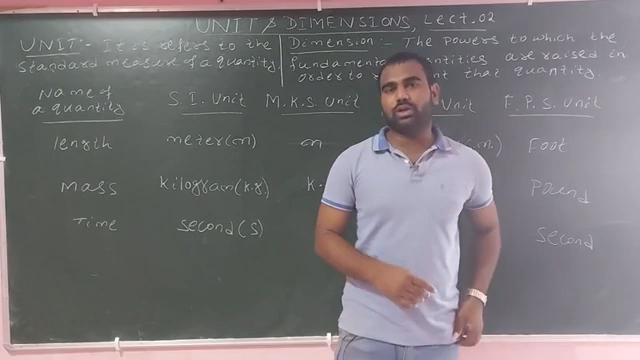 UNIT & DIMENSIONS, Lect. 02
UNIT:- It is refers to the
standard measure of a quantity.
Dimension:- The powers to which the
fundamental quantities are raised in
order to that quantity.
Name of
a quantity
S. I. Unit
M. K. S. Unit
Unit
F. P. S. Unit
length
meter(m)
m
Foot
Mass
kilogram(k.g)
K.
Pound
Time
second(s)
Second